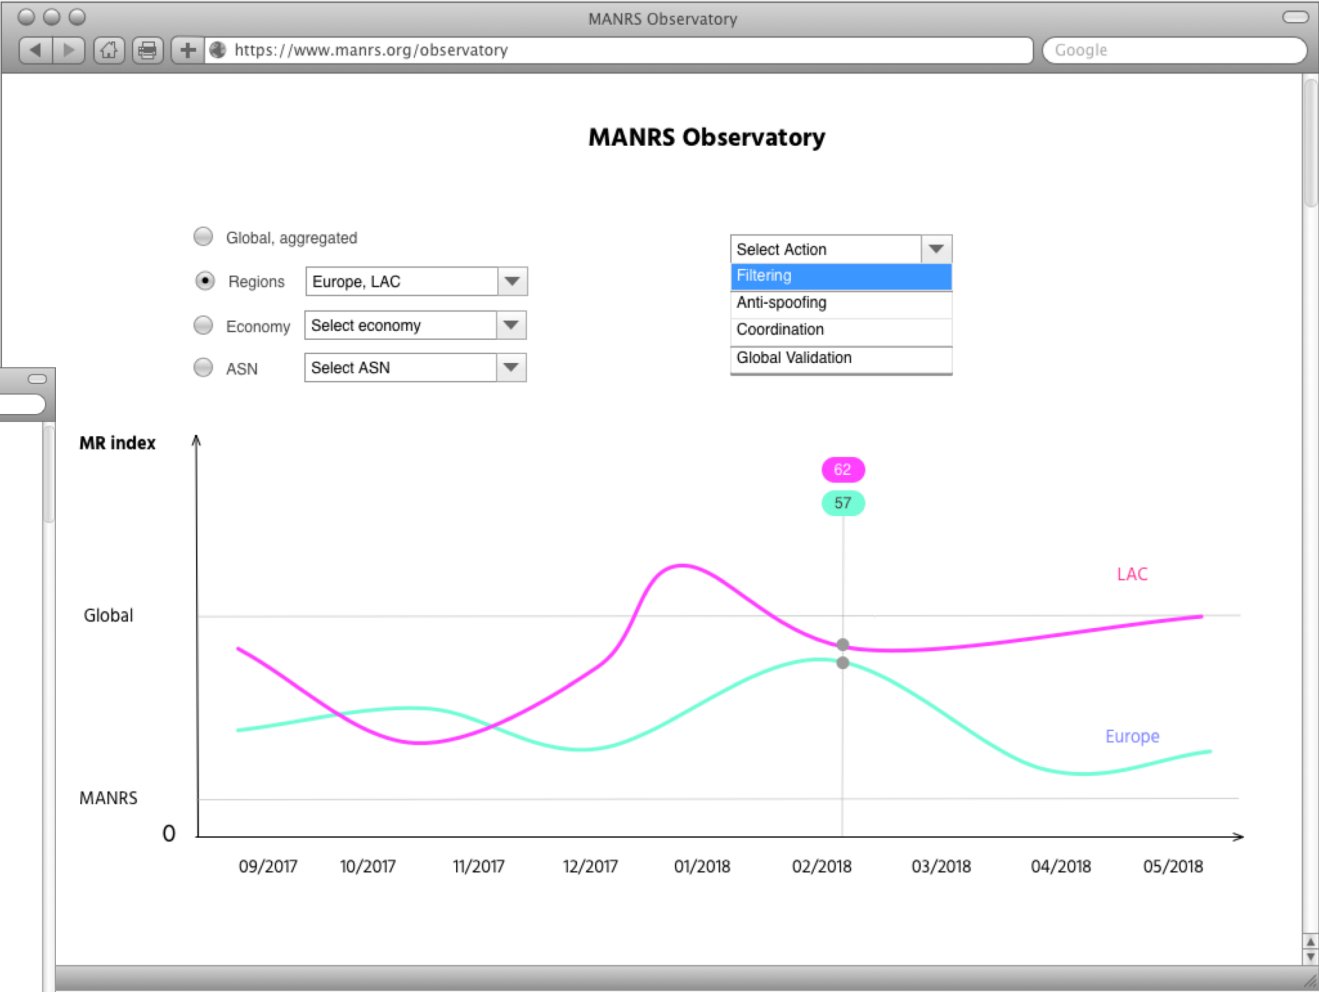 MANRS Observatory
https://www.manrs.org/observatory
Google
MANRS Observatory
Global, aggregated
Regions
Europe, LAC
Economy
Select economy
ASN
Select ASN
Select Action
Filtering
Anti-spoofing
Coordination
Global Validation
MR index
62
57
LAC
Global
Europe
MANRS
0
09/2017 10/2017 11/2017 12/2017 01/2018 02/2018 03/2018 04/2018 05/2018